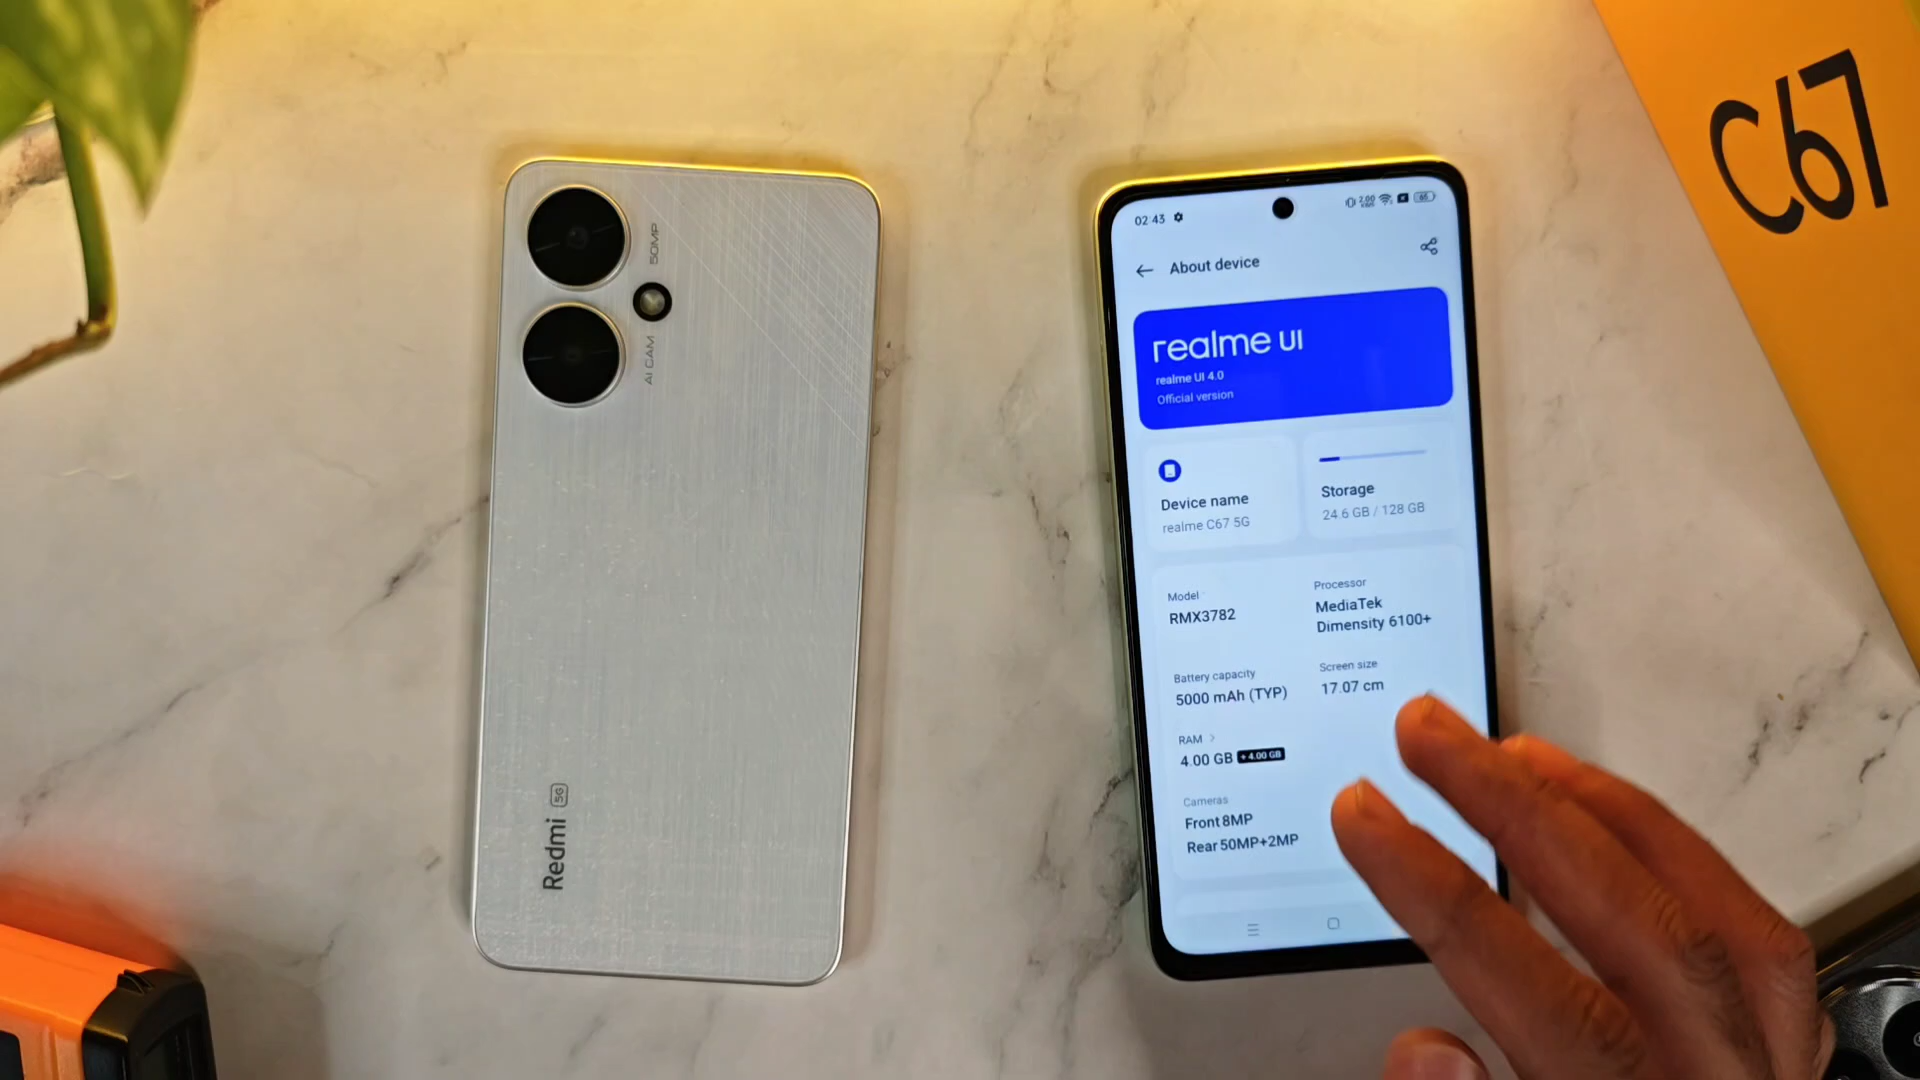 50MP
AI CAM
Redmi 5G
02:43
2.00
65
About device
realme UI
realme UI 4.0
Official version
Device name
realme C67 5G
Storage
24.6 GB / 128 GB
Model
RMX3782
Processor
MediaTek
Dimensity 6100+
Battery capacity
5000 mAh (TYP)
Screen size
17.07 cm
RAM
4.00 GB + 4.00 GB
Cameras
Front 8MP
Rear 50MP+2MP
C67